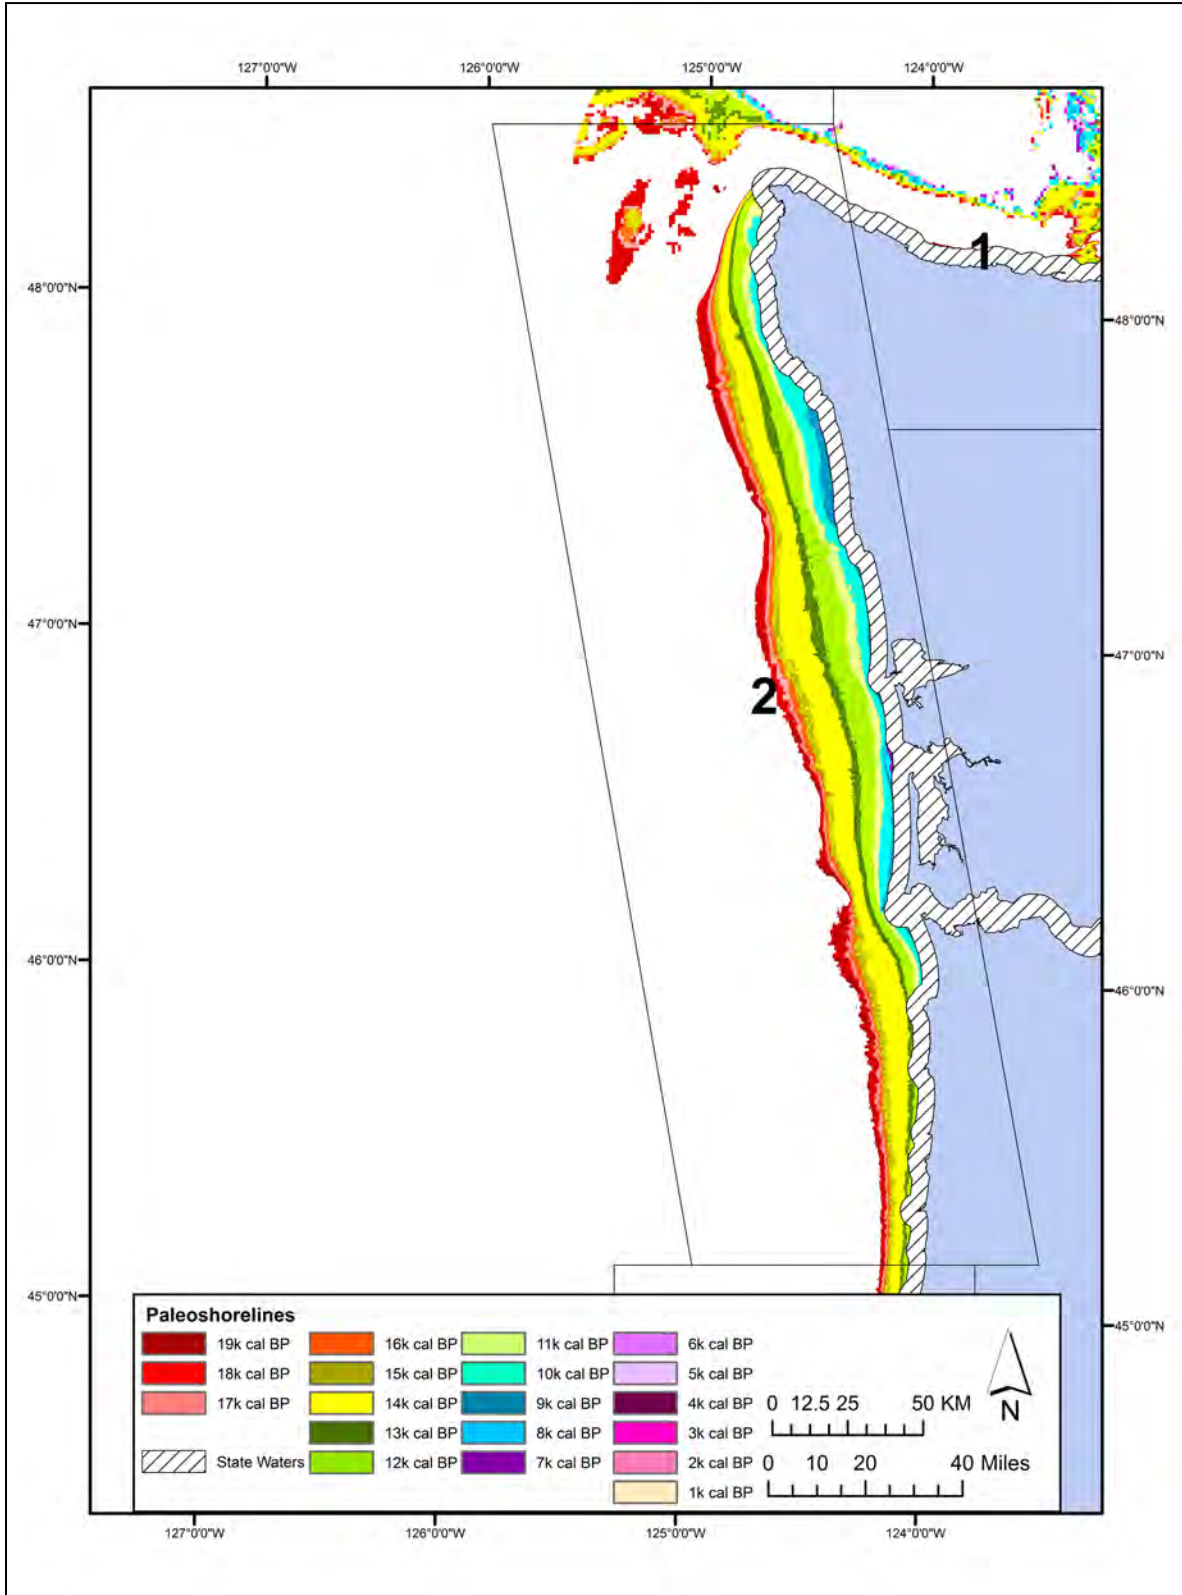 127°0'0"W 126°0'0"W 125°0'0"W 124°0'0"W
1
48°0'0"N
48°0'0"N
47°0'0"N
47°0'0"N
2
46°0'0"N
46°0'0"N
45°0'0"N
45°0'0"N
Paleoshorelines
19k cal BP 16k cal BP 11k cal BP 6k cal BP
18k cal BP 15k cal BP 10k cal BP 5k cal BP
17k cal BP 14k cal BP 9k cal BP 4k cal BP
0 12.5 25 50 KM
N
13k cal BP 8k cal BP 3k cal BP
State Waters 12k cal BP 7k cal BP 2k cal BP
0 10 20 40 Miles
1k cal BP
127°0'0"W 126°0'0"W 125°0'0"W 124°0'0"W